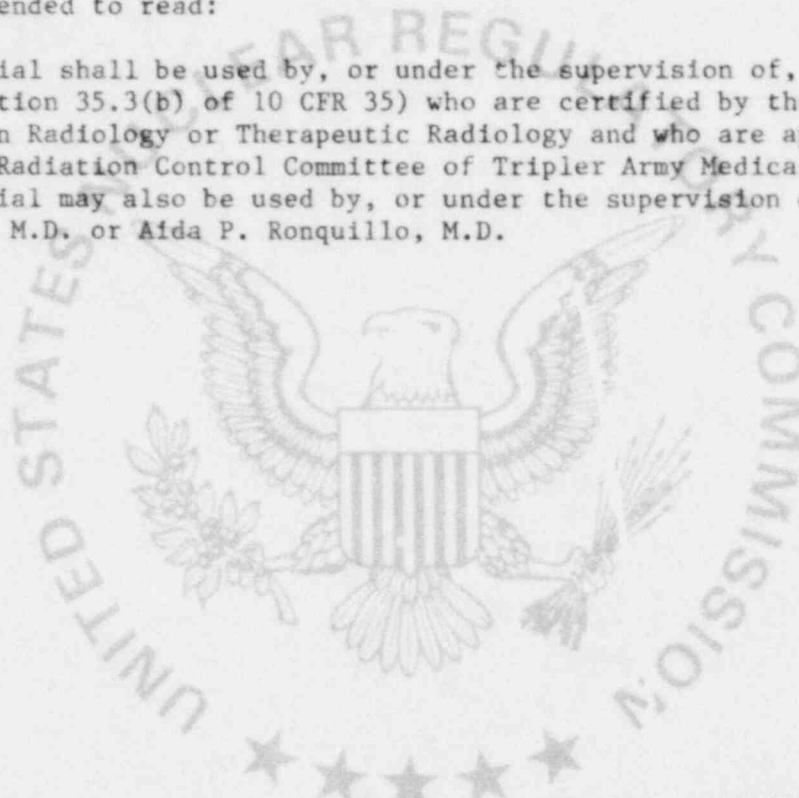 ended to read:
ial shall be used by, or under the supervision of,
tion 35.3(b) of 10 CFR 35) who are certified by th
n Radiology or Therapeutic Radiology and who are a
Radiation Control Committee of Tripler Army Medica
ial may also be used by, or under the supervision
M.D. or Aida P. Ronquillo, M.D.
UNITED STATES NUCLEAR REGULATORY COMMISSION